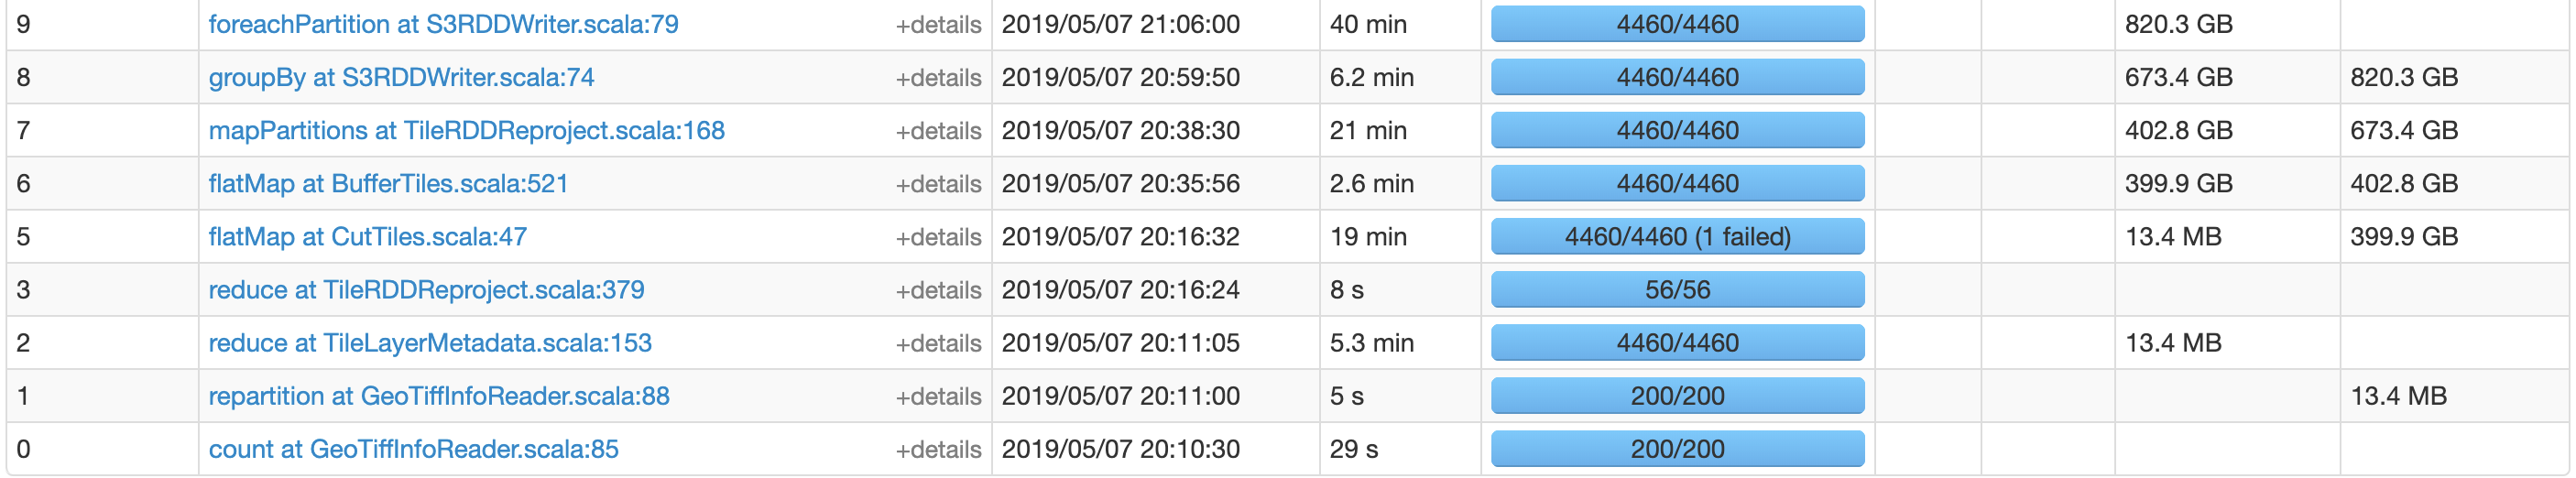 9 foreachPartition at S3RDDWriter.scala:79 +details 2019/05/07 21:06:00 40 min 4460/4460 820.3 GB
8 groupBy at S3RDDWriter.scala:74 +details 2019/05/07 20:59:50 6.2 min 4460/4460 673.4 GB 820.3 GB
7 mapPartitions at TileRDDReproject.scala:168 +details 2019/05/07 20:38:30 21 min 4460/4460 402.8 GB 673.4 GB
6 flatMap at BufferTiles.scala:521 +details 2019/05/07 20:35:56 2.6 min 4460/4460 399.9 GB 402.8 GB
5 flatMap at CutTiles.scala:47 +details 2019/05/07 20:16:32 19 min 4460/4460 (1 failed) 13.4 MB 399.9 GB
3 reduce at TileRDDReproject.scala:379 +details 2019/05/07 20:16:24 8 s 56/56
2 reduce at TileLayerMetadata.scala:153 +details 2019/05/07 20:11:05 5.3 min 4460/4460 13.4 MB
1 repartition at GeoTiffInfoReader.scala:88 +details 2019/05/07 20:11:00 5 s 200/200 13.4 MB
0 count at GeoTiffInfoReader.scala:85 +details 2019/05/07 20:10:30 29 s 200/200